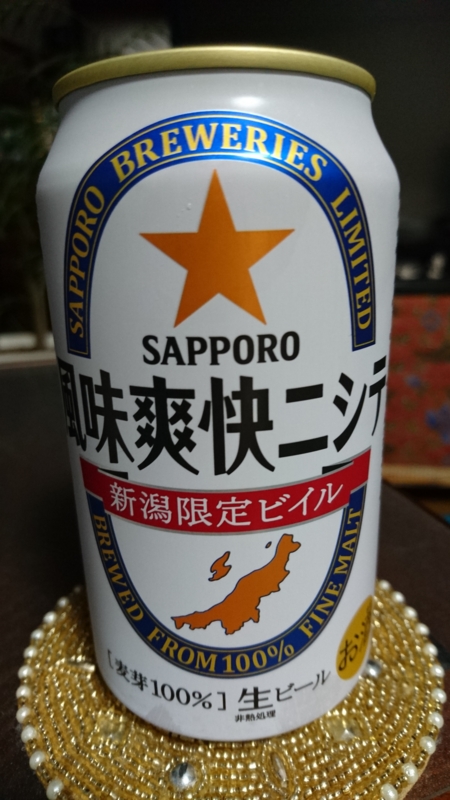 SAPPORO BREWERIES LIMITED
SAPPORO
風味爽快ニシテ
新潟限定ビイル
BREWED FROM 100% FINE MALT
[麦芽100%] 生ビール
非熱処理
お